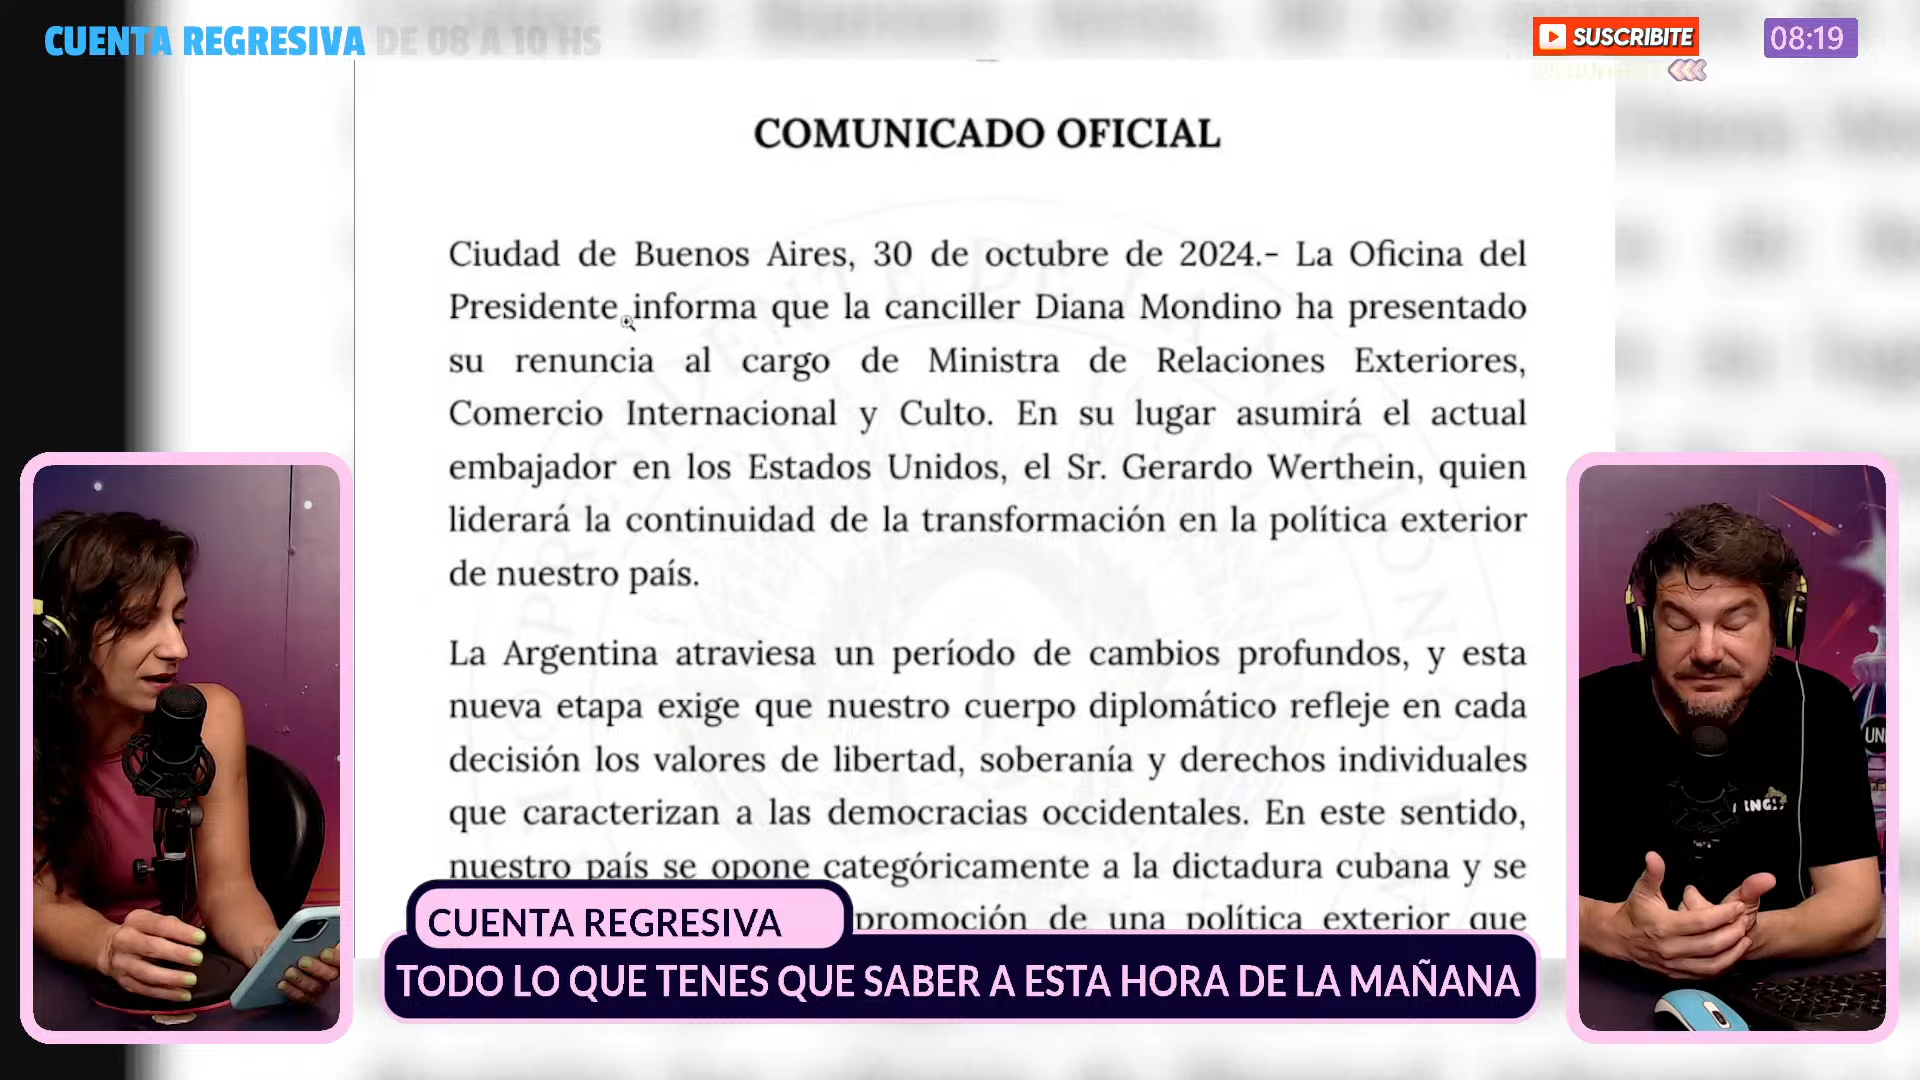 CUENTA REGRESIVA DE 08 A 10 HS
SUSCRIBITE
08:19
COMUNICADO OFICIAL
Ciudad de Buenos Aires, 30 de octubre de 2024.- La Oficina del
Presidente informa que la canciller Diana Mondino ha presentado
su renuncia al cargo de Ministra de Relaciones Exteriores,
Comercio Internacional y Culto. En su lugar asumirá el actual
embajador en los Estados Unidos, el Sr. Gerardo Werthein, quien
liderará la continuidad de la transformación en la política exterior
de nuestro país.
La Argentina atraviesa un período de cambios profundos, y esta
nueva etapa exige que nuestro cuerpo diplomático refleje en cada
decisión los valores de libertad, soberanía y derechos individuales
que caracterizan a las democracias occidentales. En este sentido,
nuestro país se opone categóricamente a la dictadura cubana y se
promoción de una política exterior que
CUENTA REGRESIVA
TODO LO QUE TENES QUE SABER A ESTA HORA DE LA MAÑANA